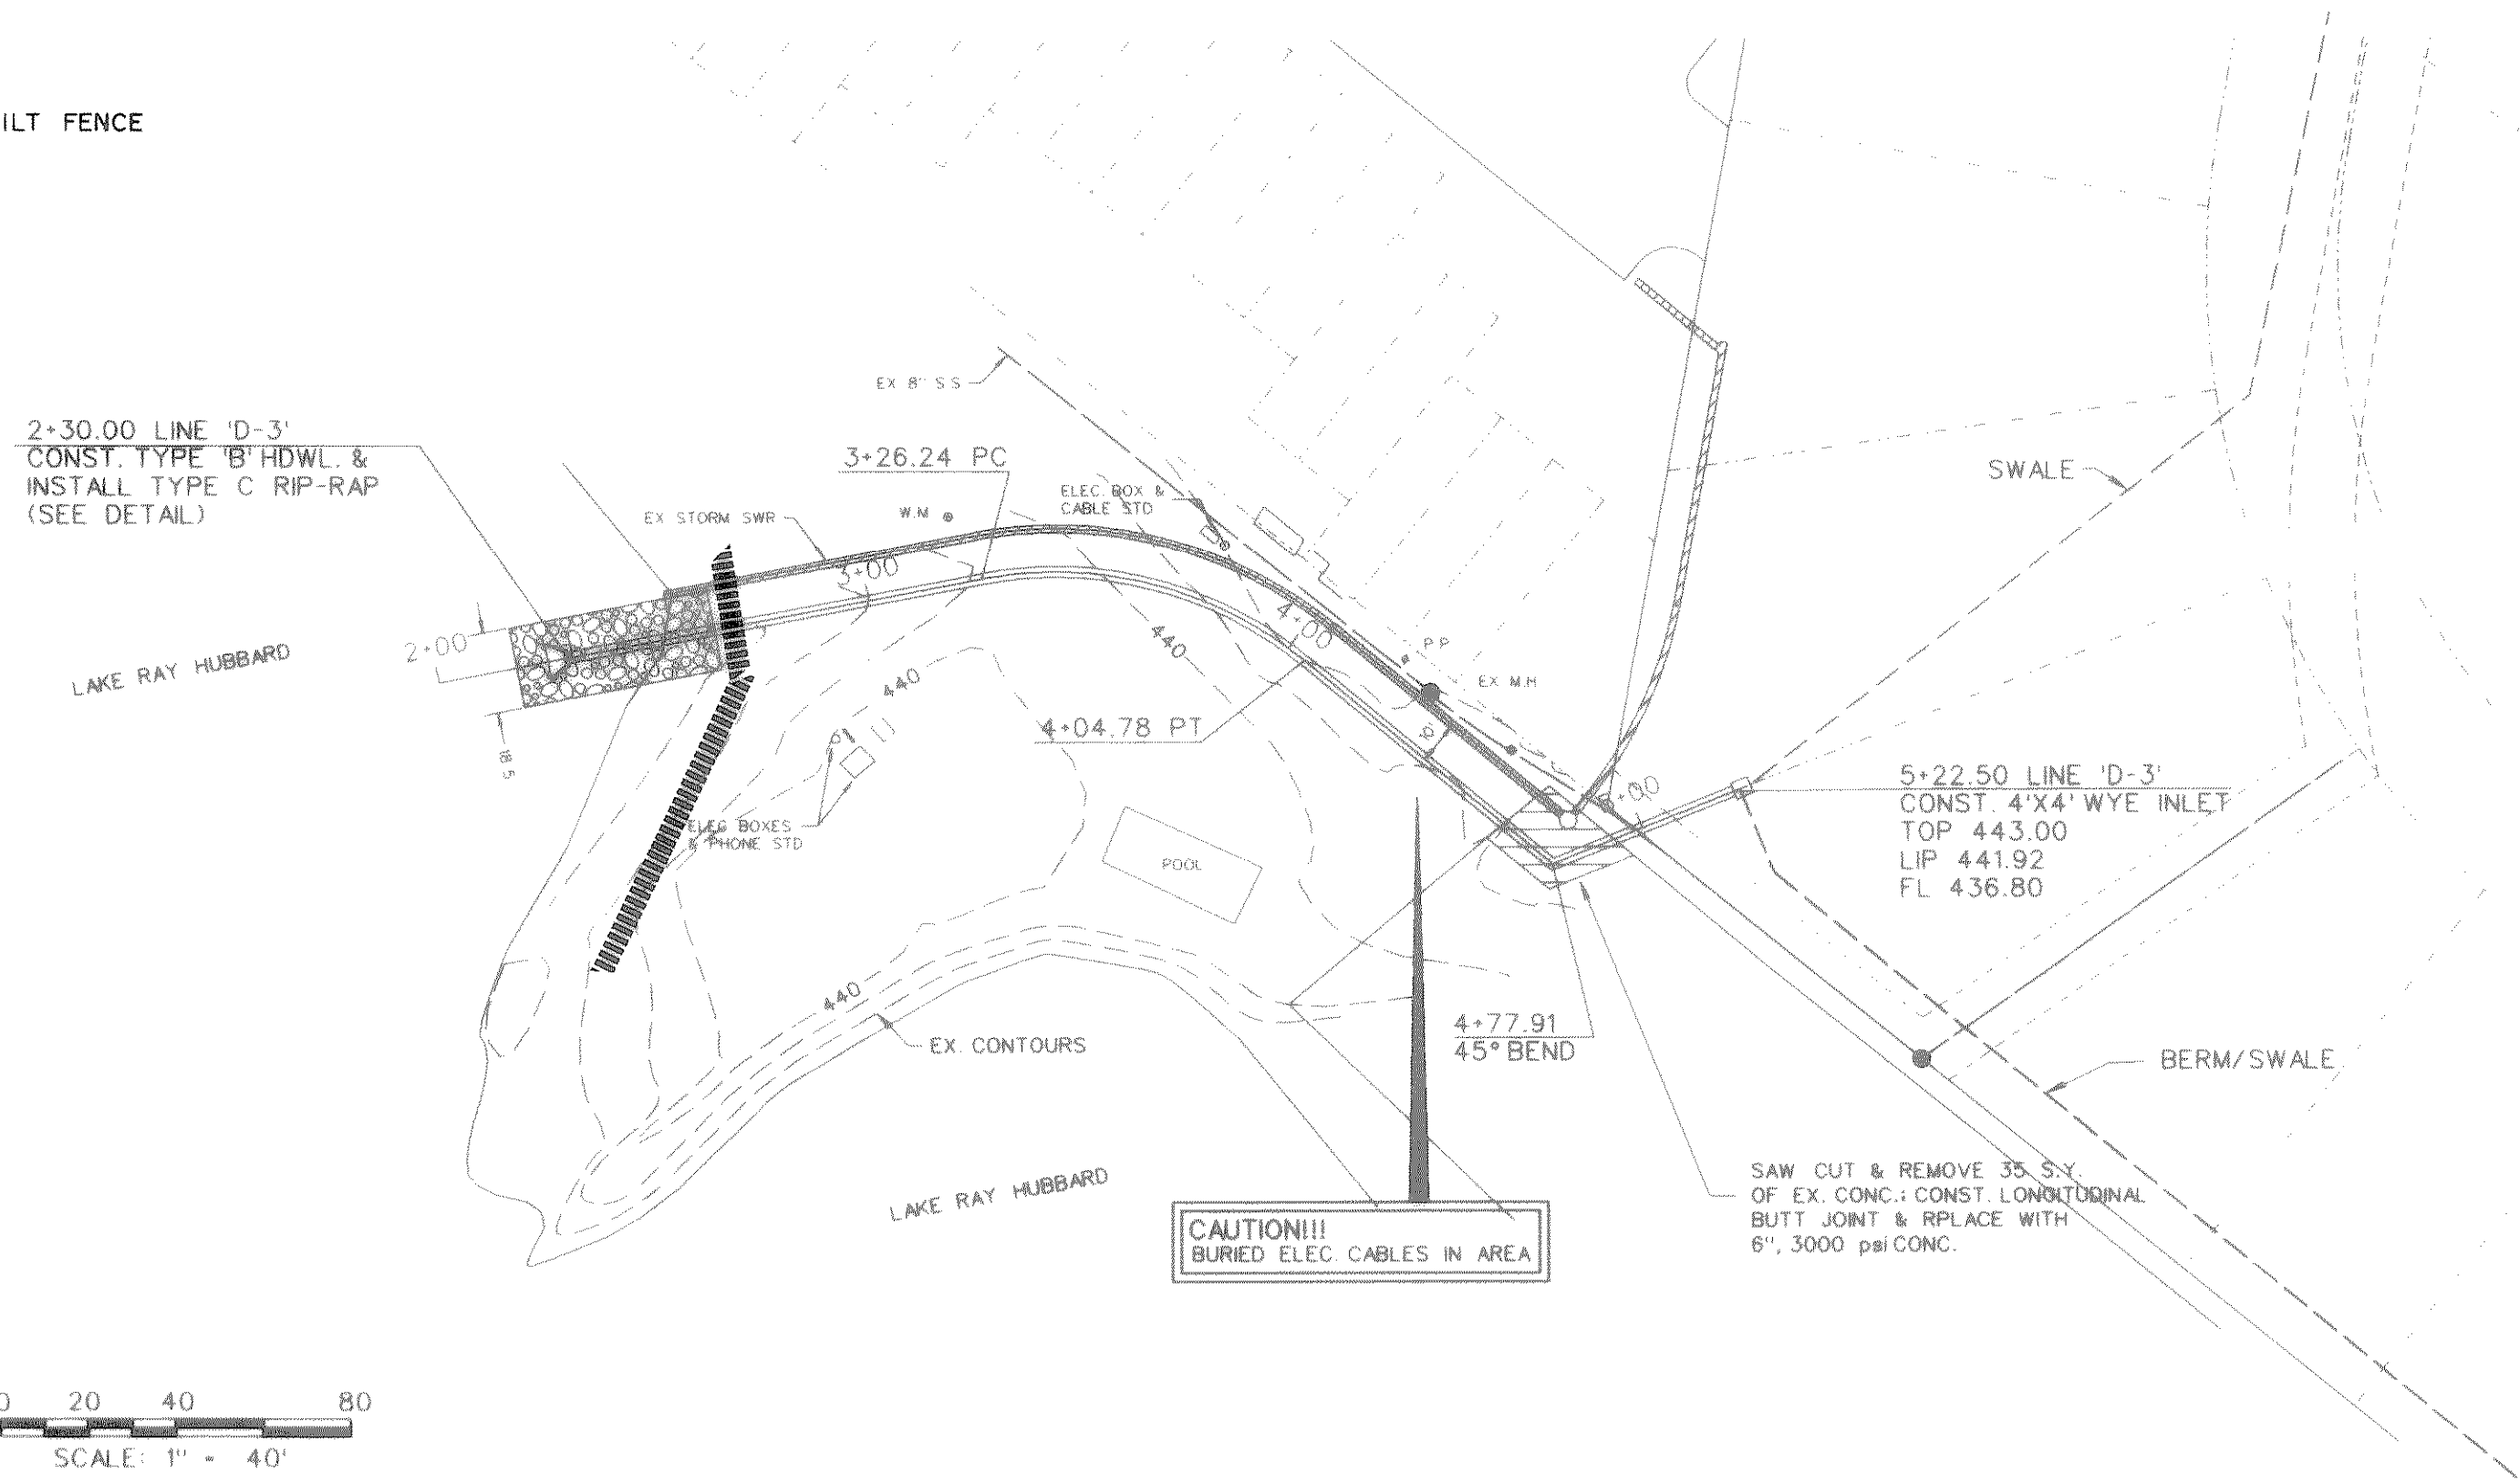 ILT FENCE
EX 8" S S
2+30.00 LINE 'D-3'
CONST. TYPE 'B' HDWL. &
INSTALL TYPE C RIP-RAP
(SEE DETAIL)
3+26.24 PC
ELEC. BOX &
CABLE STD
SWALE
EX STORM SWR
W.M
3+00
4+00
2+00
LAKE RAY HUBBARD
440
P.P
EX M.H
440
4+04.78 PT
18.5
ELEC BOXES
& PHONE STD
POOL
5+22.50 LINE 'D-3'
CONST. 4'X4' WYE INLET
TOP 443.00
LIP 441.92
FL 436.80
440
EX. CONTOURS
4+77.91
45° BEND
BERM/SWALE
LAKE RAY HUBBARD
SAW CUT & REMOVE 35 S.Y.
OF EX. CONC.; CONST. LONGITUDINAL
BUTT JOINT & RPLACE WITH
6", 3000 psi CONC.
CAUTION!!!
BURIED ELEC. CABLES IN AREA
0 20 40 80
SCALE: 1" = 40'